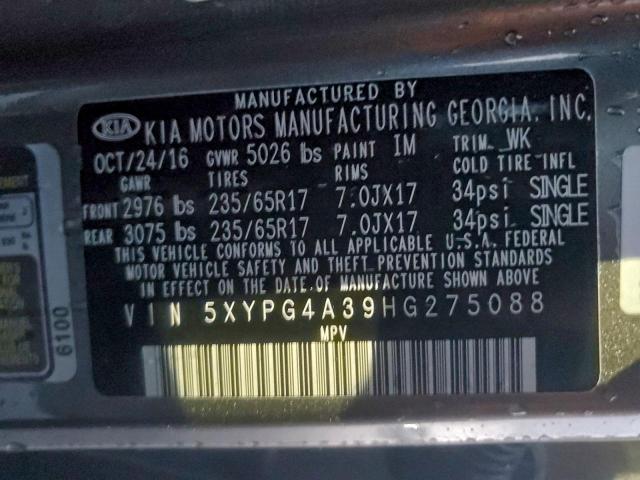 MANUFACTURED BY
KIA KIA MOTORS MANUFACTURING GEORGIA, INC.
OCT/24/16 GVWR 5026 lbs PAINT IM TRIM WK
GAWR TIRES RIMS COLD TIRE INFL
FRONT 2976 lbs 235/65R17 7.0JX17 34psi SINGLE
REAR 3075 lbs 235/65R17 7.0JX17 34psi SINGLE
THIS VEHICLE CONFORMS TO ALL APPLICABLE U.S.A. FEDERAL
MOTOR VEHICLE SAFETY AND THEFT PREVENTION STANDARDS
IN EFFECT ON THE DATE OF MANUFACTURE SHOWN ABOVE.
VIN 5XYPG4A39HG275088
MPV
6100